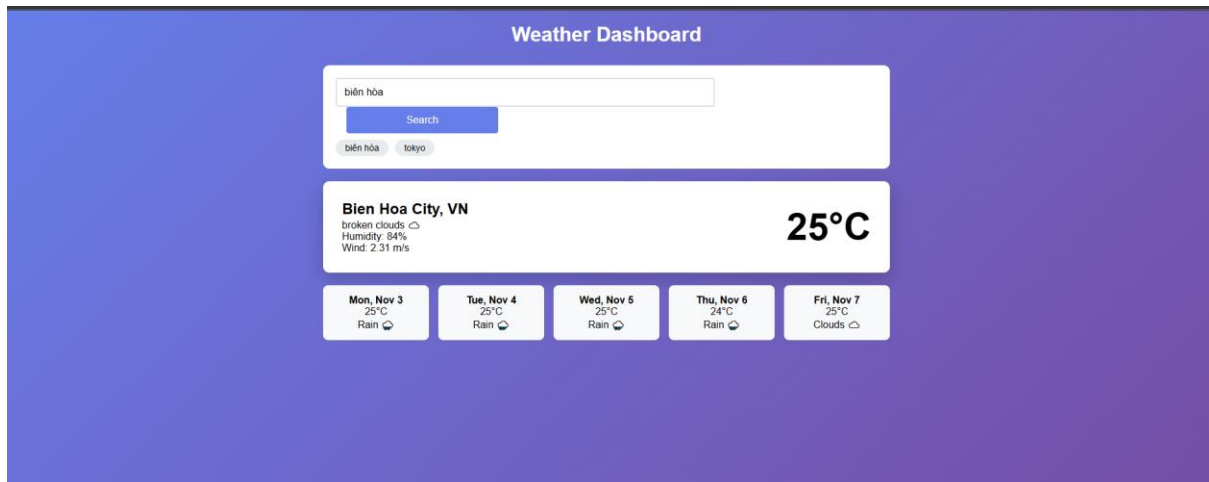 Weather Dashboard
biên hòa
Search
biên hòa tokyo
Bien Hoa City, VN
25°C
broken clouds
Humidity: 84%
Wind: 2.31 m/s
Mon, Nov 3
25°C
Rain
Tue, Nov 4
25°C
Rain
Wed, Nov 5
25°C
Rain
Thu, Nov 6
24°C
Rain
Fri, Nov 7
25°C
Clouds